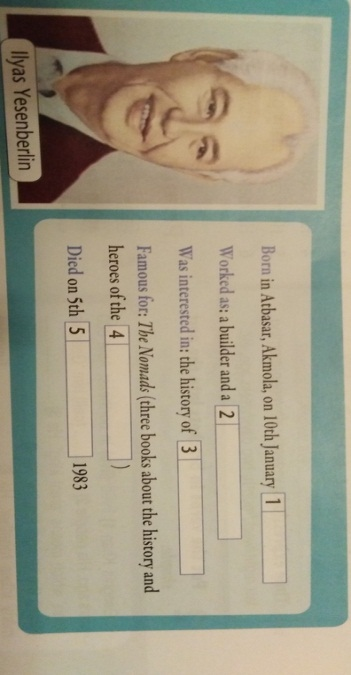 Ilyas Yesenberlin
Born in Atbasar, Akmola, on 10th January 1
Worked as: a builder and a 2
Was interested in: the history of 3
Famous for: The Nomads (three books about the history and
heroes of the 4 )
Died on 5th 5 1983